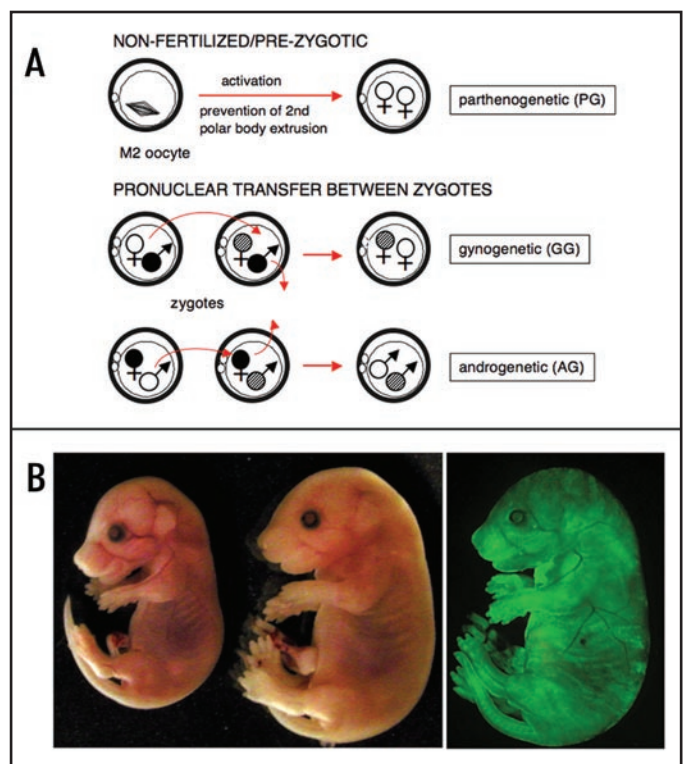 A
NON-FERTILIZED/PRE-ZYGOTIC
activation
prevention of 2nd
polar body extrusion
parthenogenetic (PG)
M2 oocyte
PRONUCLEAR TRANSFER BETWEEN ZYGOTES
gynogenetic (GG)
zygotes
androgenetic (AG)
B